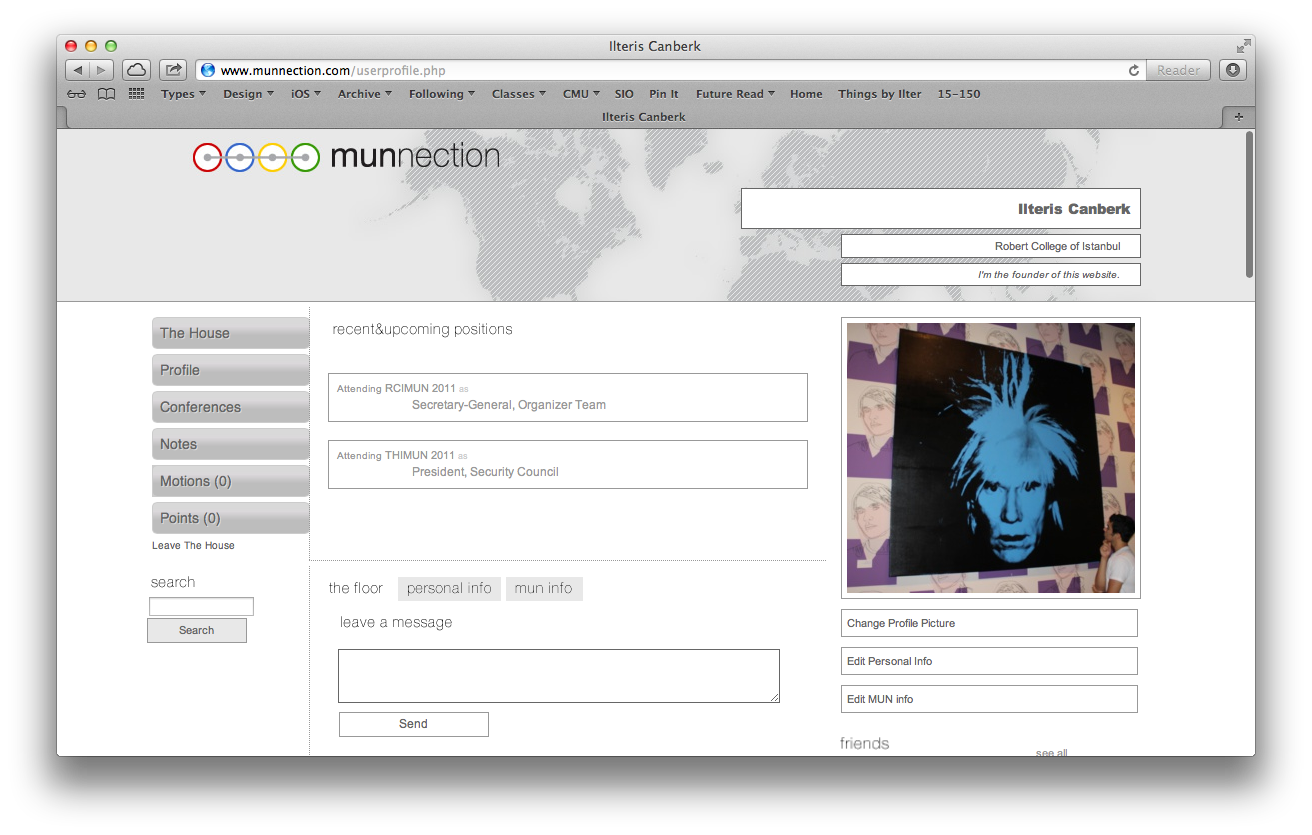 Ilteris Canberk
www.munnection.com/userprofile.php
Reader
Types
Design
iOS
Archive
Following
Classes
CMU
SIO
Pin It
Future Read
Home
Things by Ilter
15-150
Ilteris Canberk
munnection
Ilteris Canberk
Robert College of Istanbul
I'm the founder of this website.
The House
Profile
Conferences
Notes
Motions (0)
Points (0)
Leave The House
search
Search
recent&upcoming positions
Attending RCIMUN 2011 as
Secretary-General, Organizer Team
Attending THIMUN 2011 as
President, Security Council
the floor
personal info
mun info
leave a message
Send
Change Profile Picture
Edit Personal Info
Edit MUN info
friends
see all